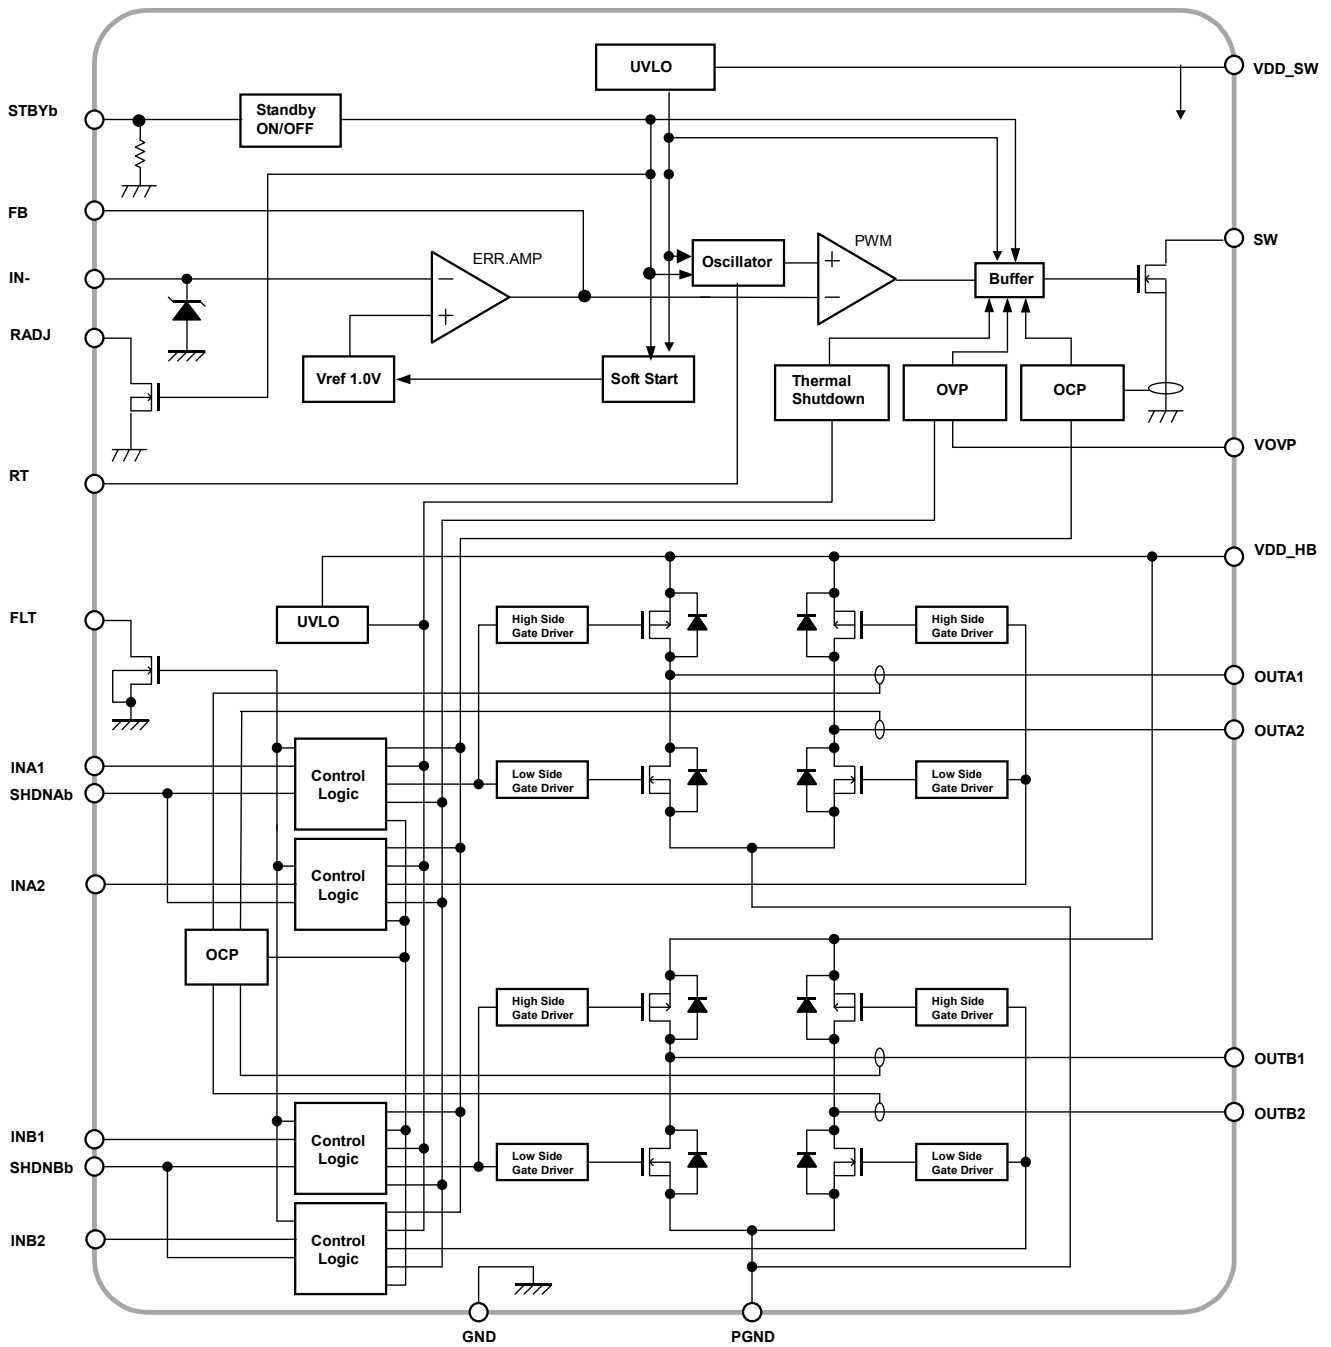 UVLO
VDD_SW
STBYb
Standby
ON/OFF
FB
SW
PWM
ERR.AMP
Oscillator
+
−
Buffer
IN-
−
+
RADJ
Vref 1.0V
Soft Start
Thermal
Shutdown
OVP
OCP
VOVP
RT
VDD_HB
FLT
UVLO
High Side
Gate Driver
High Side
Gate Driver
OUTA1
OUTA2
INA1
SHDNAb
Control
Logic
Low Side
Gate Driver
Low Side
Gate Driver
INA2
Control
Logic
OCP
High Side
Gate Driver
High Side
Gate Driver
OUTB1
OUTB2
INB1
SHDNBb
Control
Logic
Low Side
Gate Driver
Low Side
Gate Driver
INB2
Control
Logic
GND
PGND